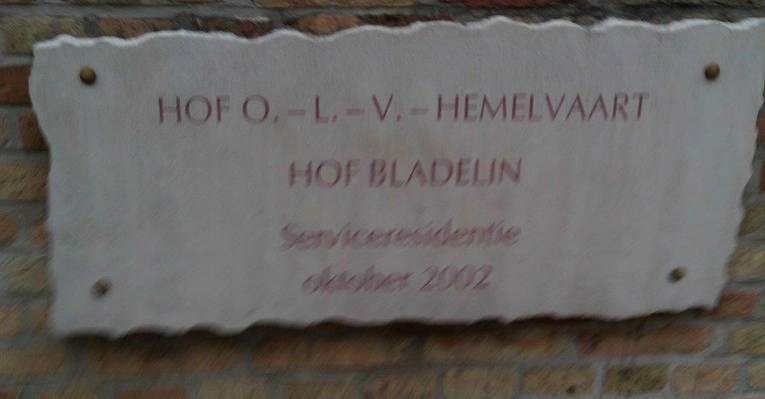 HOF O. – L. – V. – HEMELVAART
HOF BLADELIN
Serviceresidentie
oktober 2002